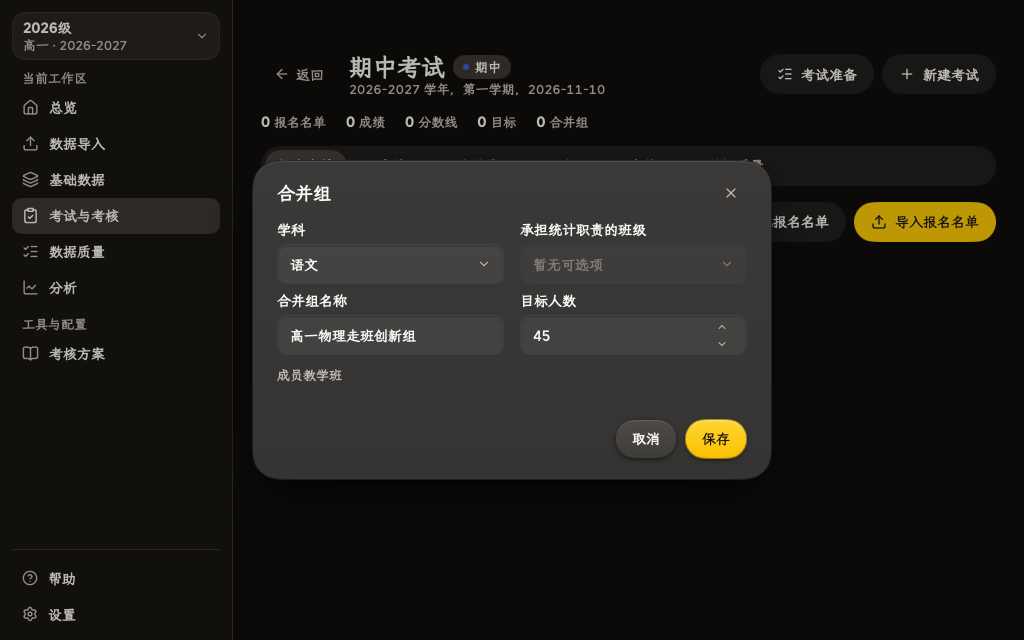 2026级
高一 · 2026-2027
当前工作区
总览
数据导入
基础数据
考试与考核
数据质量
分析
工具与配置
考核方案
帮助
设置
返回
期中考试
期中
2026-2027 学年, 第一学期, 2026-11-10
考试准备
新建考试
0 报名名单 0 成绩 0 分数线 0 目标 0 合并组
报名名单
导入报名名单
合并组
学科
语文
承担统计职责的班级
暂无可选项
合并组名称
高一物理走班创新组
目标人数
45
成员教学班
取消
保存